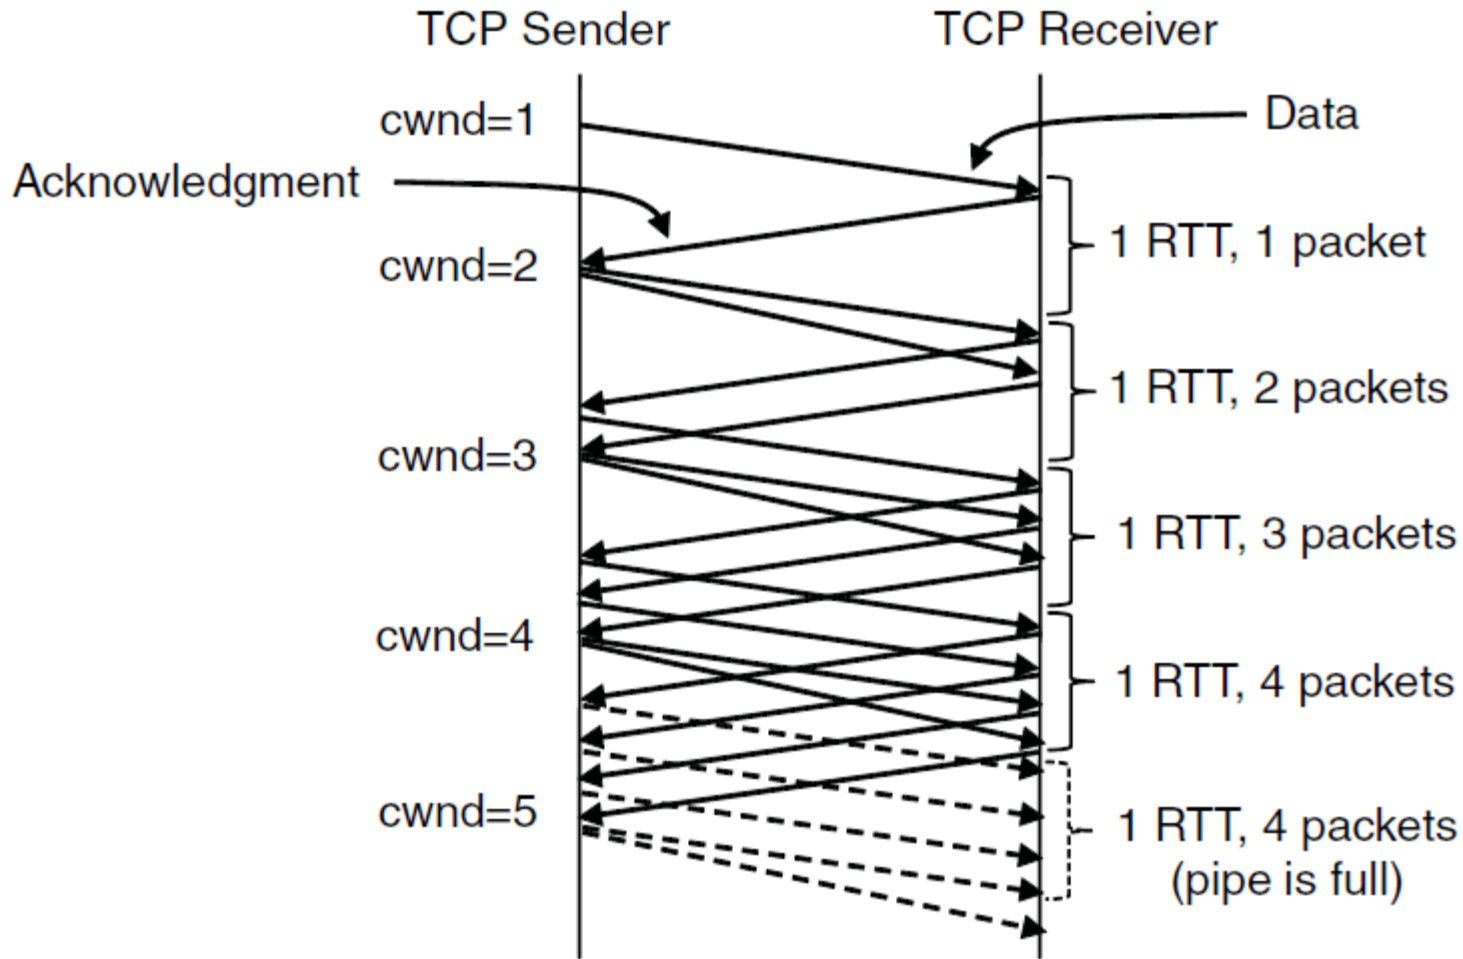 TCP Sender
TCP Receiver
cwnd=1
Data
Acknowledgment
1 RTT, 1 packet
cwnd=2
1 RTT, 2 packets
cwnd=3
1 RTT, 3 packets
cwnd=4
1 RTT, 4 packets
cwnd=5
1 RTT, 4 packets
(pipe is full)